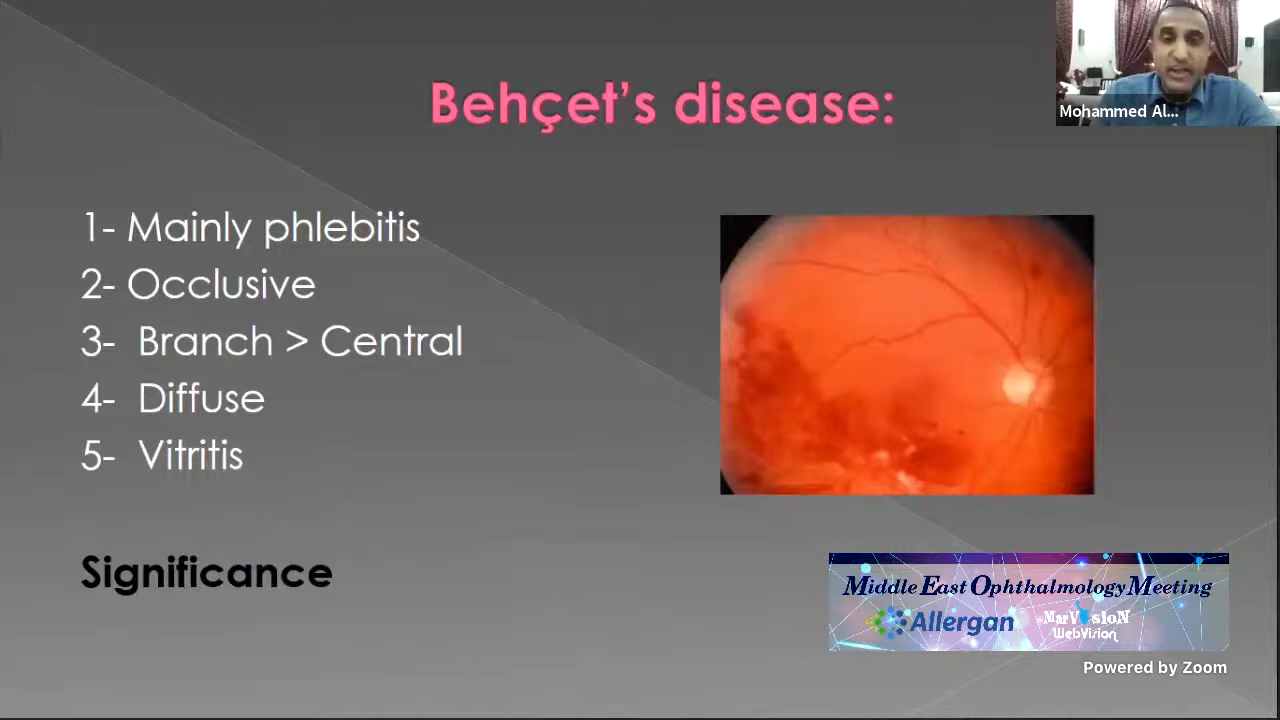 Behçet's disease:
Mohammed Al...
1- Mainly phlebitis
2- Occlusive
3- Branch > Central
4- Diffuse
5- Vitritis
Significance
Middle East Ophthalmology Meeting
Allergan
MarVisioN
WebVision
Powered by Zoom